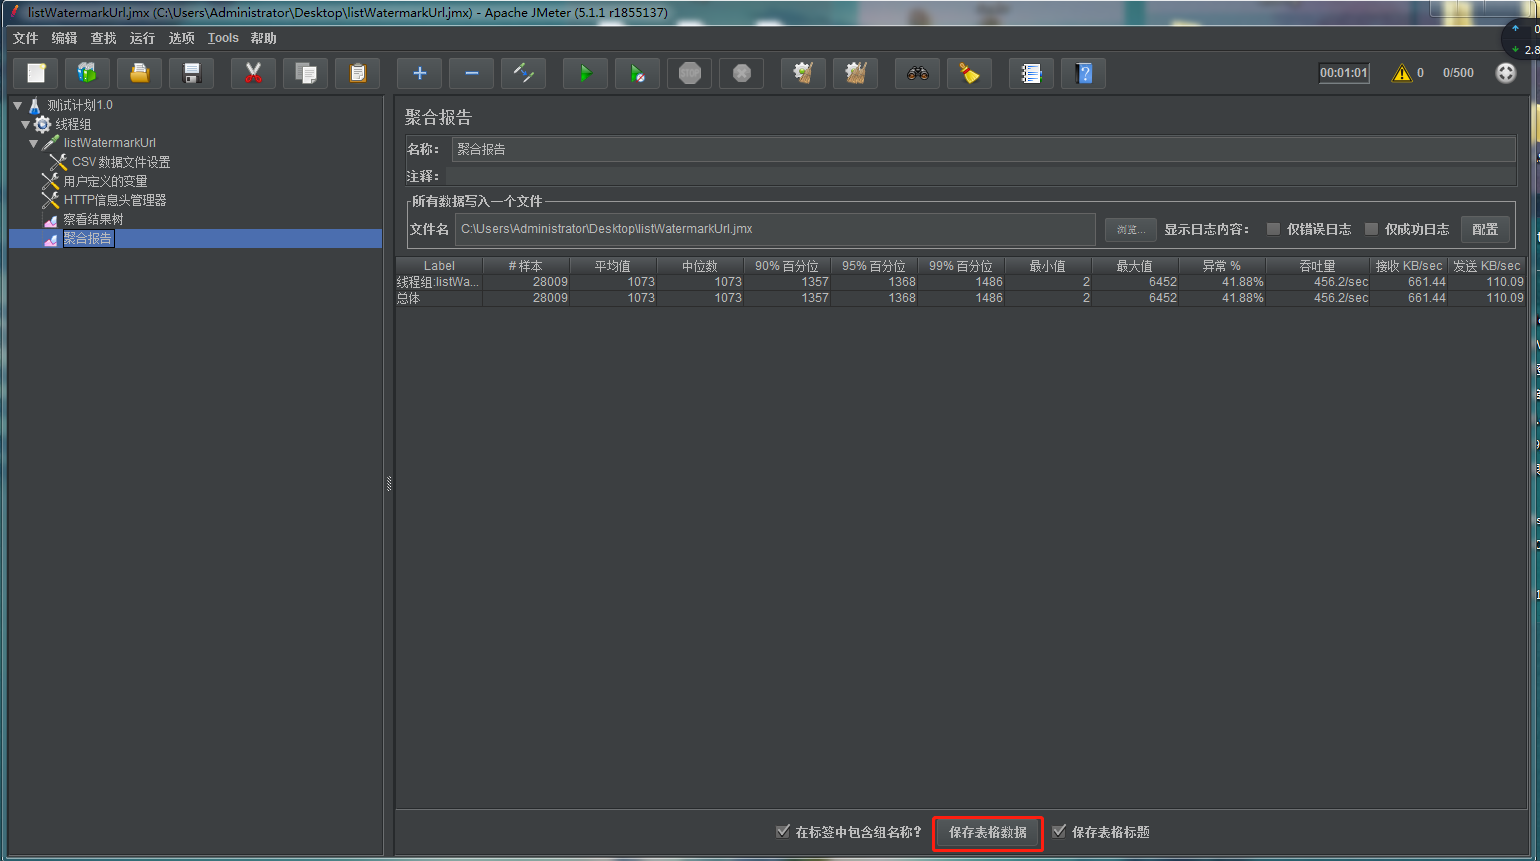 listWatermarkUrl.jmx (C:\Users\Administrator\Desktop\listWatermarkUrl.jmx) - Apache JMeter (5.1.1 r1855137)
文件 编辑 查找 运行 选项 Tools 帮助
STOP
00:01:01 0 0/500
2.8
测试计划1.0
线程组
listWatermarkUrl
CSV 数据文件设置
用户定义的变量
HTTP信息头管理器
察看结果树
聚合报告
聚合报告
名称： 聚合报告
注释：
所有数据写入一个文件
文件名 C:\Users\Administrator\Desktop\listWatermarkUrl.jmx 浏览... 显示日志内容： 仅错误日志 仅成功日志 配置
Label # 样本 平均值 中位数 90% 百分位 95% 百分位 99% 百分位 最小值 最大值 异常 % 吞吐量 接收 KB/sec 发送 KB/sec
线程组:listWa... 28009 1073 1073 1357 1368 1486 2 6452 41.88% 456.2/sec 661.44 110.09
总体 28009 1073 1073 1357 1368 1486 2 6452 41.88% 456.2/sec 661.44 110.09
在标签中包含组名称？ 保存表格数据 保存表格标题